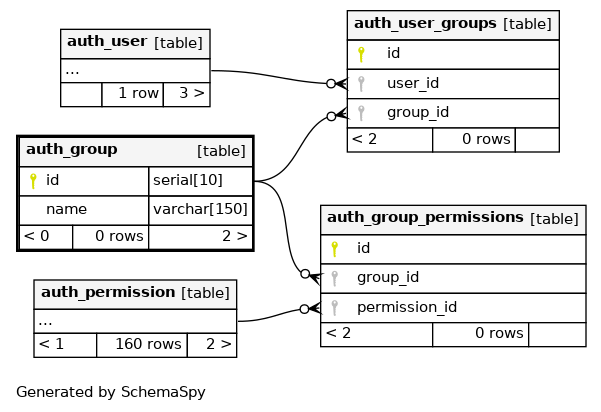 auth_user [table]
...
1 row 3 >
auth_user_groups [table]
id
user_id
group_id
< 2 0 rows
auth_group [table]
id serial[10]
name varchar[150]
< 0 0 rows 2 >
auth_group_permissions [table]
id
group_id
permission_id
< 2 0 rows
auth_permission [table]
...
< 1 160 rows 2 >
Generated by SchemaSpy